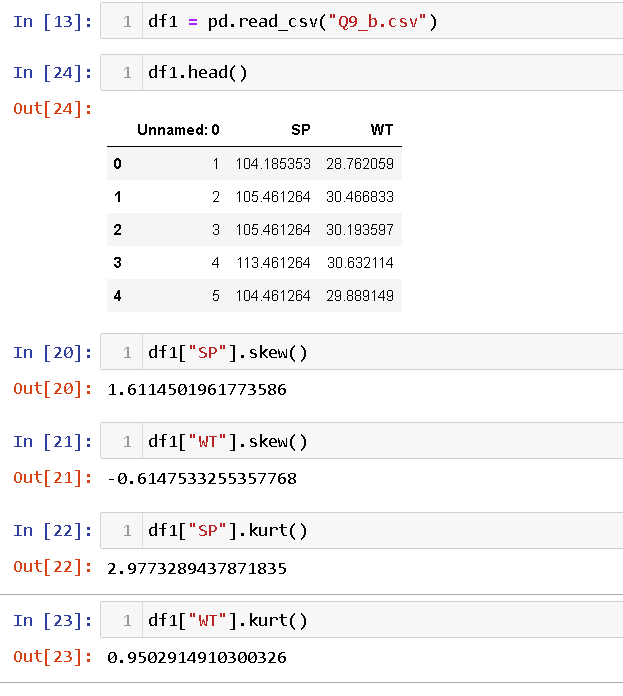 In [13]: 1 df1 = pd.read_csv("Q9_b.csv")
In [24]: 1 df1.head()
Out[24]:
Unnamed: 0 SP WT
0 1 104.185353 28.762059
1 2 105.461264 30.466833
2 3 105.461264 30.193597
3 4 113.461264 30.632114
4 5 104.461264 29.889149
In [20]: 1 df1["SP"].skew()
Out[20]: 1.6114501961773586
In [21]: 1 df1["WT"].skew()
Out[21]: -0.6147533255357768
In [22]: 1 df1["SP"].kurt()
Out[22]: 2.9773289437871835
In [23]: 1 df1["WT"].kurt()
Out[23]: 0.9502914910300326